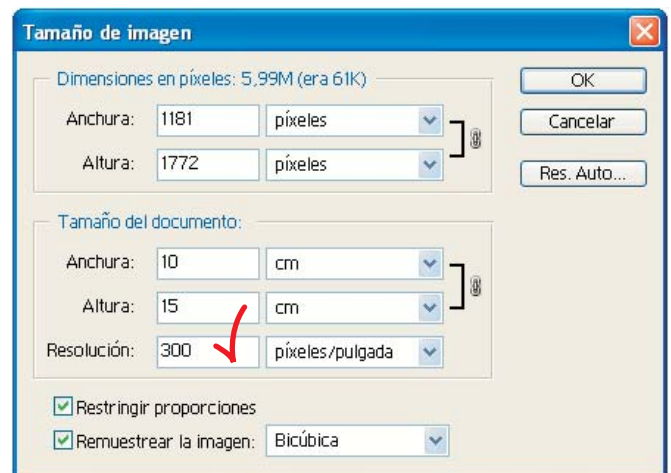 Tamaño de imagen
Dimensiones en píxeles: 5,99M (era 61K)
OK
Anchura: 1181 píxeles
Cancelar
Altura: 1772 píxeles
Res. Auto...
Tamaño del documento:
Anchura: 10 cm
Altura: 15 cm
Resolución: 300 píxeles/pulgada
Restringir proporciones
Remuestrear la imagen: Bicúbica